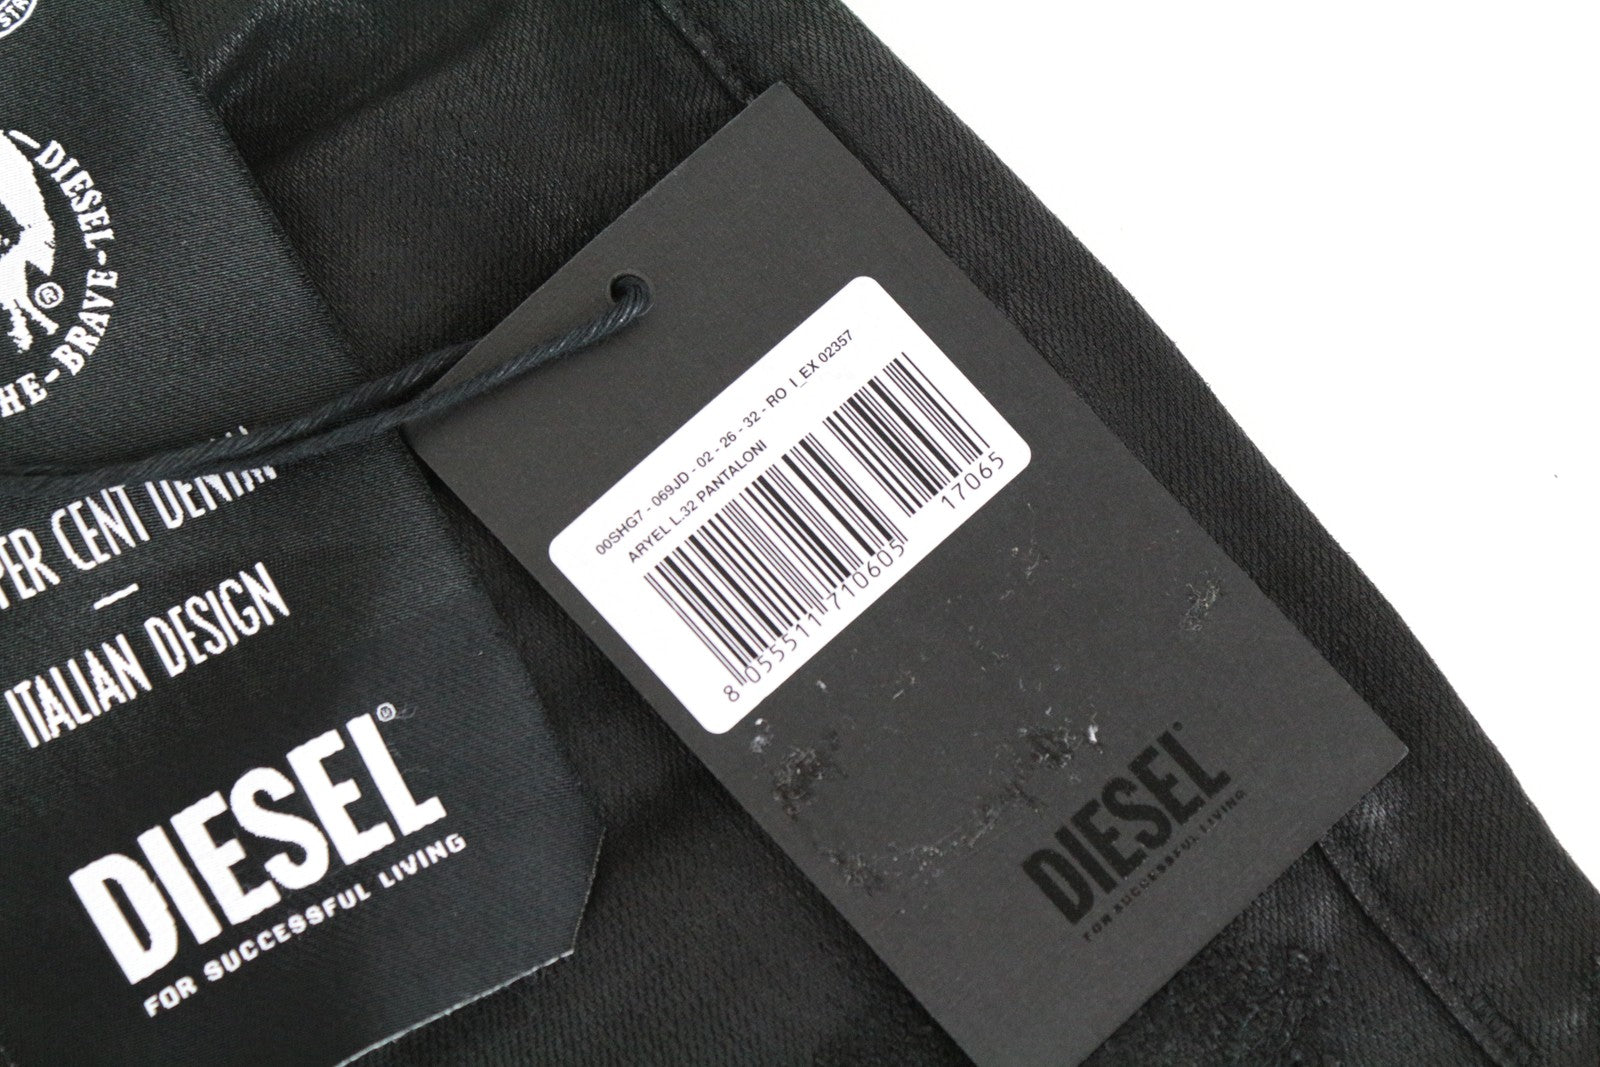 STA
DIESEL-
HE-BRAVE-
®
PER CENT DENIM
ITALIAN DESIGN
DIESEL®
FOR SUCCESSFUL LIVING
00SHG7 - 069JD - 02 - 26 - 32 - RO I_EX 02357
ARYEL L.32 PANTALONI
8 055511 710605
17065
DIESEL
FOR SUCCESSFUL LIVING